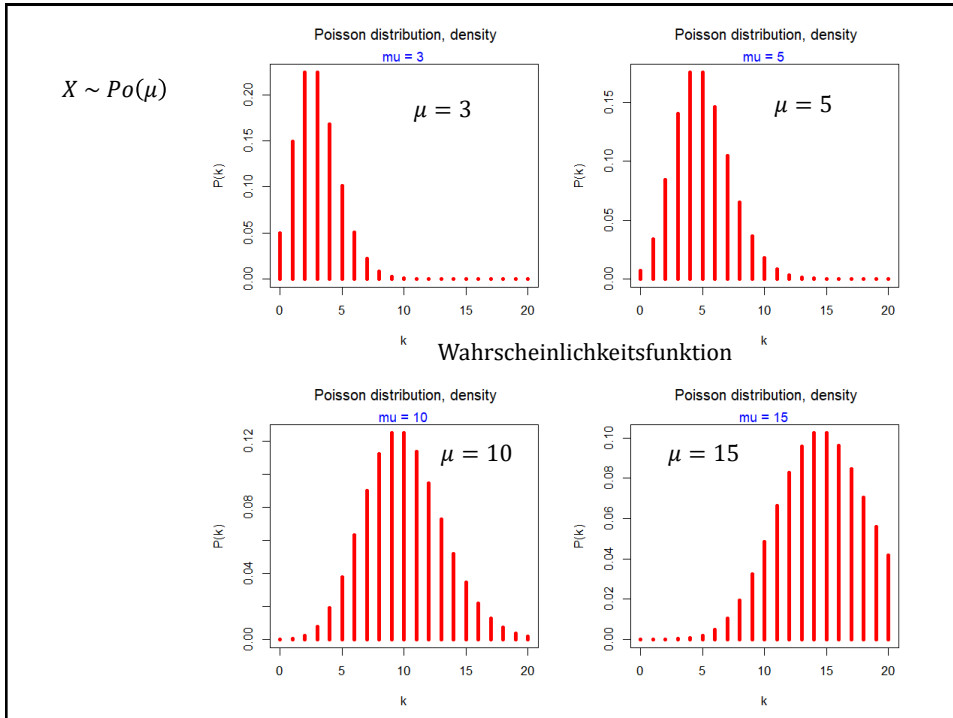 X ~ Po(μ)
Poisson distribution, density
mu = 3
μ = 3
P(k)
0.00 0.05 0.10 0.15 0.20
0 5 10 15 20
k
Poisson distribution, density
mu = 5
μ = 5
P(k)
0.00 0.05 0.10 0.15
0 5 10 15 20
k
Wahrscheinlichkeitsfunktion
Poisson distribution, density
mu = 10
μ = 10
P(k)
0.00 0.04 0.08 0.12
0 5 10 15 20
k
Poisson distribution, density
mu = 15
μ = 15
P(k)
0.00 0.02 0.04 0.06 0.08 0.10
0 5 10 15 20
k